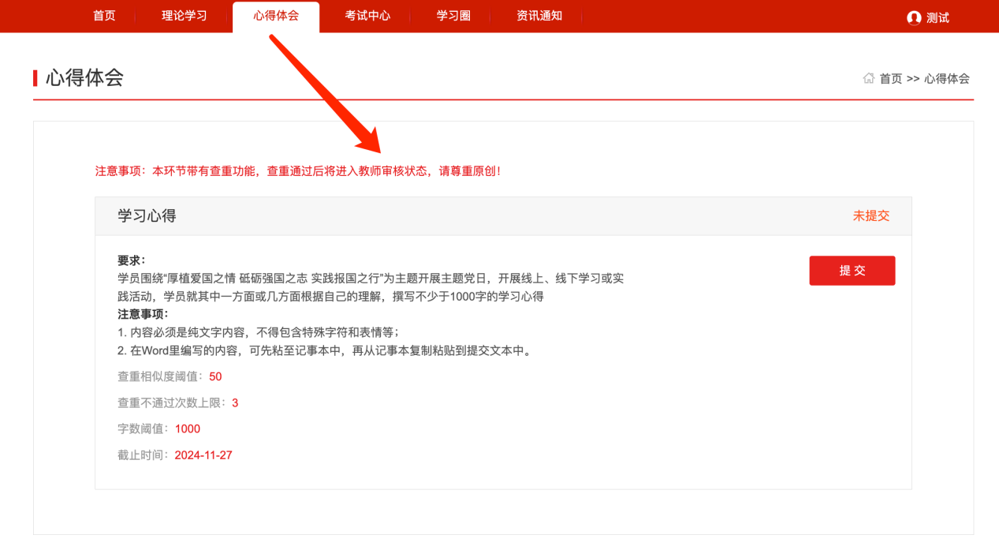 首页 理论学习 心得体会 考试中心 学习圈 资讯通知 测试
心得体会
首页 >> 心得体会
注意事项：本环节带有查重功能，查重通过后将进入教师审核状态，请尊重原创！
学习心得 未提交
要求：
学员围绕“厚植爱国之情 砥砺强国之志 实践报国之行”为主题开展主题党日，开展线上、线下学习或实
践活动，学员就其中一方面或几方面根据自己的理解，撰写不少于1000字的学习心得
提 交
注意事项：
1. 内容必须是纯文字内容，不得包含特殊字符和表情等；
2. 在Word里编写的内容，可先粘至记事本中，再从记事本复制粘贴到提交文本中。
查重相似度阈值：50
查重不通过次数上限：3
字数阈值：1000
截止时间：2024-11-27